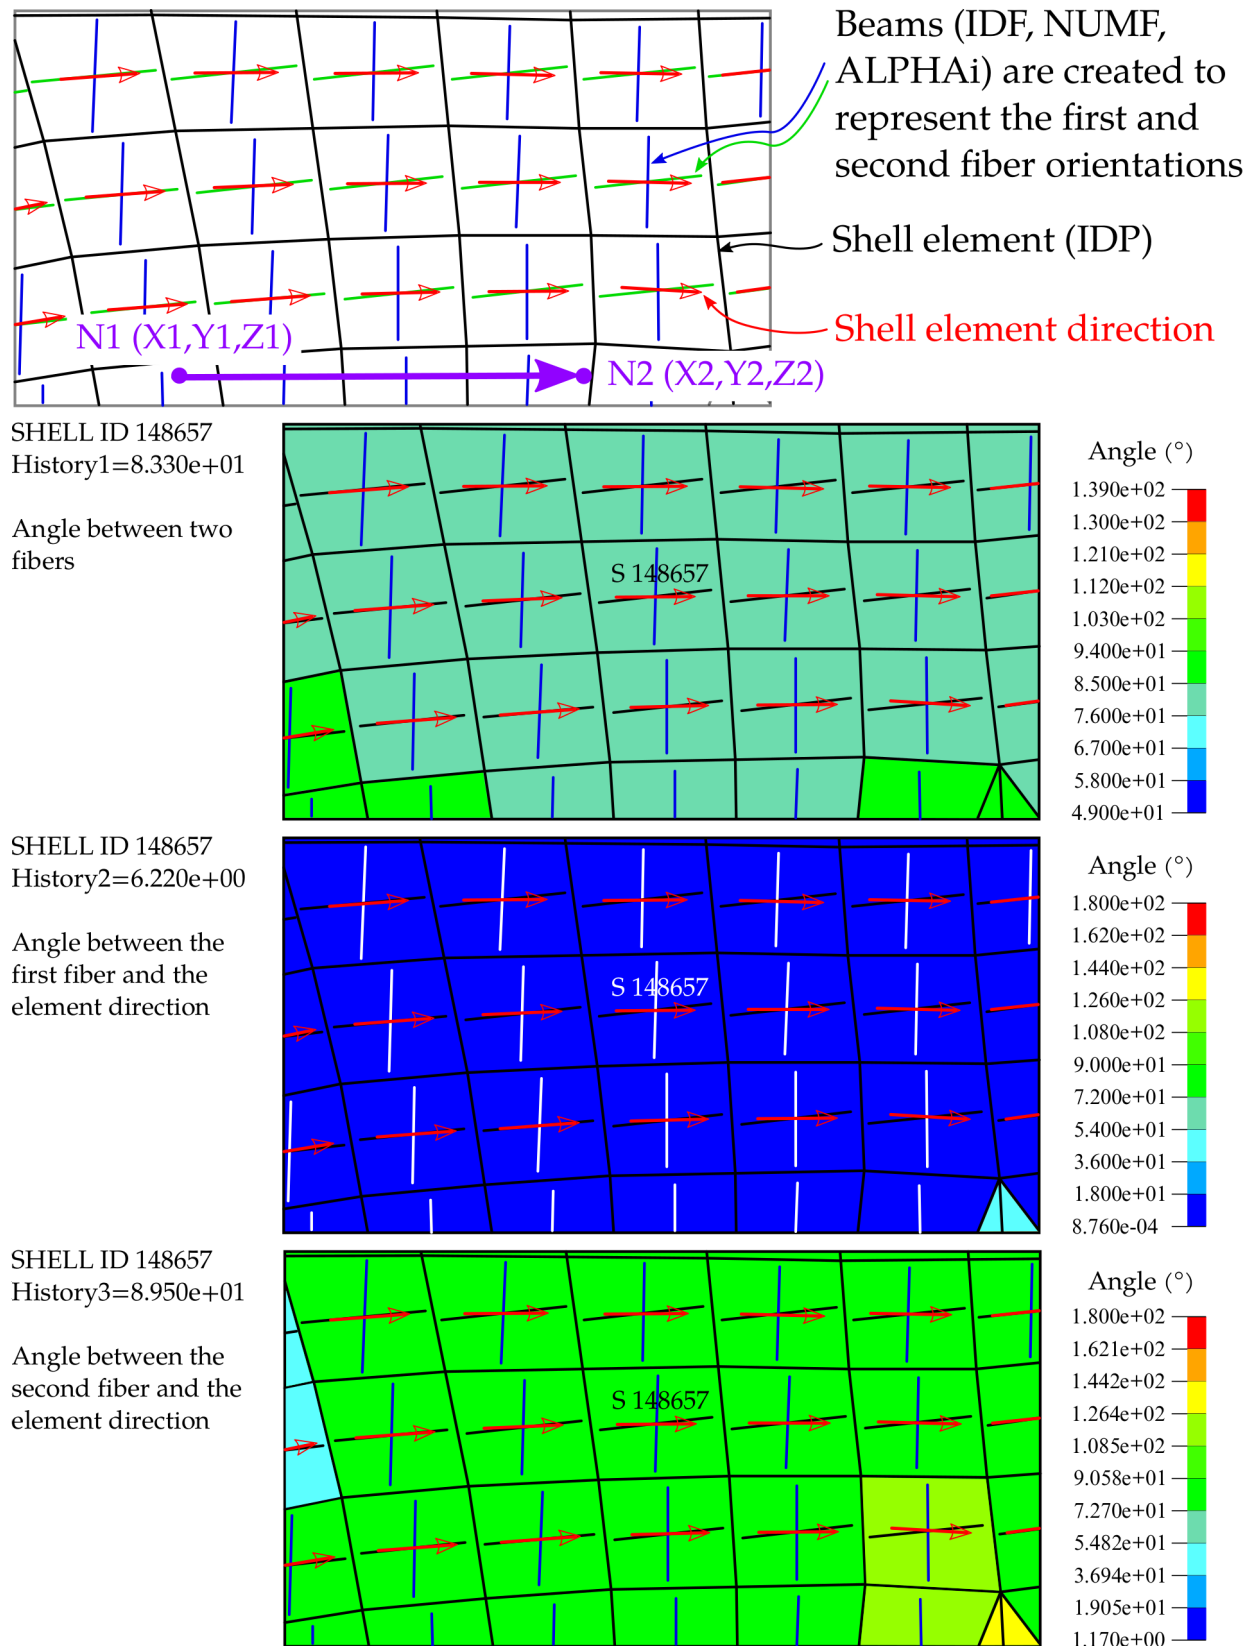 Beams (IDF, NUMF,
ALPHAi) are created to
represent the first and
second fiber orientations
Shell element (IDP)
Shell element direction
N1 (X1,Y1,Z1)
N2 (X2,Y2,Z2)
SHELL ID 148657
History1=8.330e+01
Angle between two
fibers
S 148657
Angle (°)
1.390e+02
1.300e+02
1.210e+02
1.120e+02
1.030e+02
9.400e+01
8.500e+01
7.600e+01
6.700e+01
5.800e+01
4.900e+01
SHELL ID 148657
History2=6.220e+00
Angle between the
first fiber and the
element direction
S 148657
Angle (°)
1.800e+02
1.620e+02
1.440e+02
1.260e+02
1.080e+02
9.000e+01
7.200e+01
5.400e+01
3.600e+01
1.800e+01
8.760e-04
SHELL ID 148657
History3=8.950e+01
Angle between the
second fiber and the
element direction
S 148657
Angle (°)
1.800e+02
1.621e+02
1.442e+02
1.264e+02
1.085e+02
9.058e+01
7.270e+01
5.482e+01
3.694e+01
1.905e+01
1.170e+00